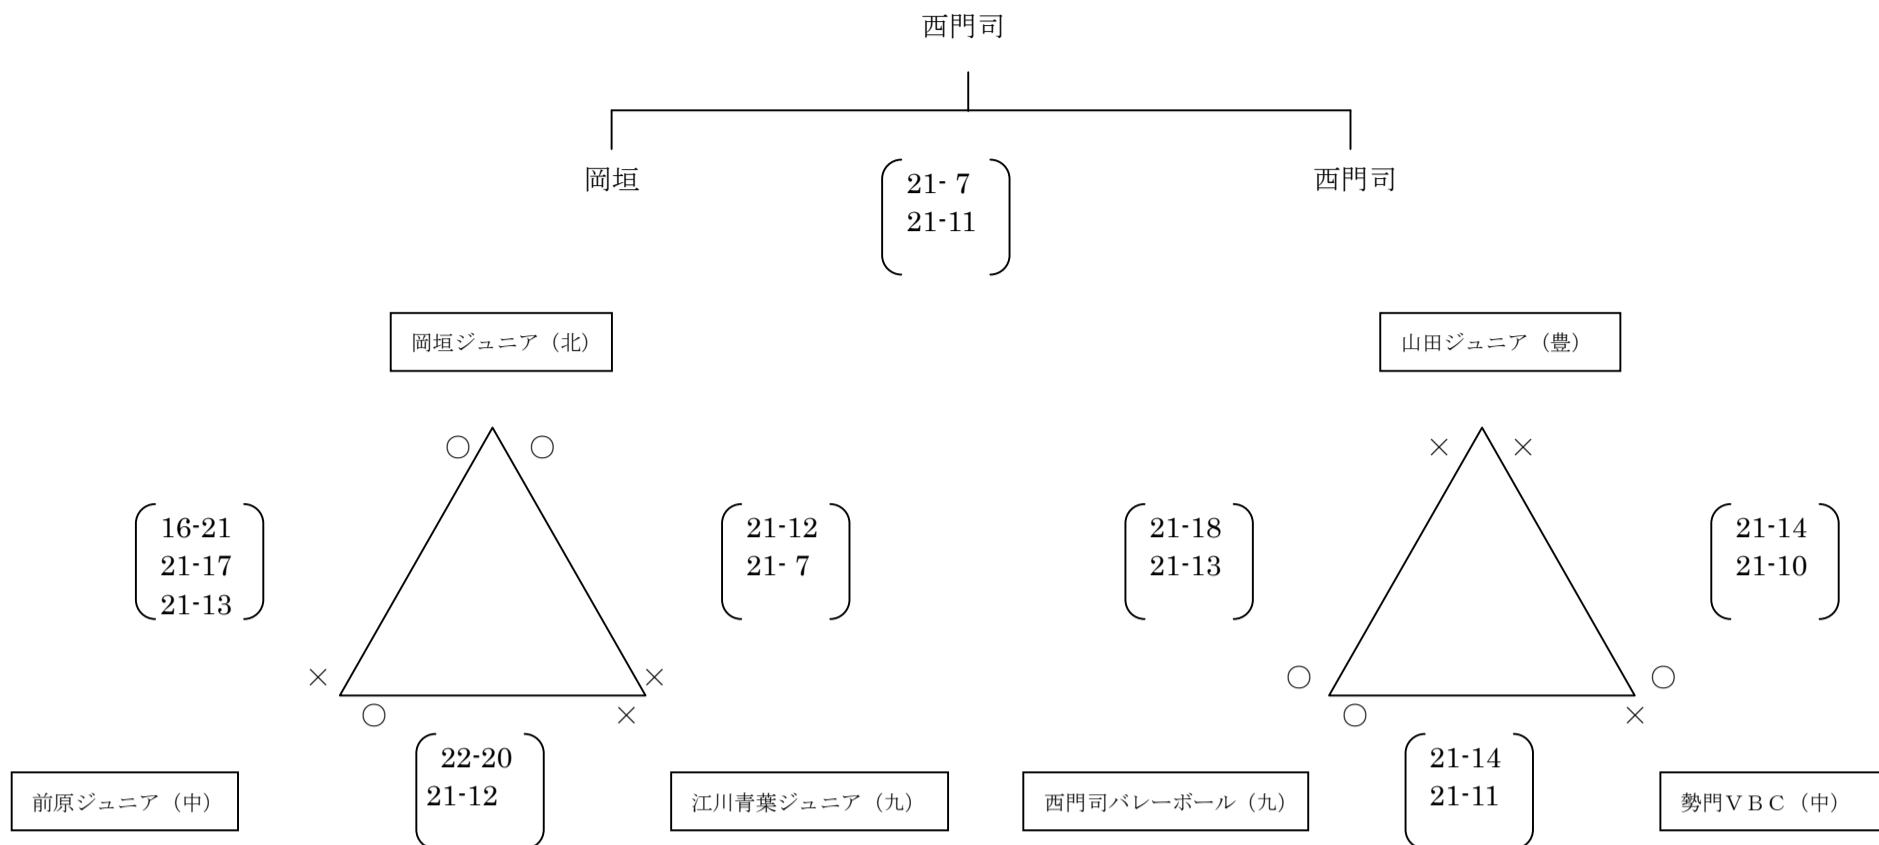 西門司
岡垣
21- 7
21-11
西門司
岡垣ジュニア（北）
山田ジュニア（豊）
○ ○
× ×
16-21
21-17
21-13
21-12
21- 7
21-18
21-13
21-14
21-10
× ×
○ ×
○ ○
○ ×
22-20
21-12
21-14
21-11
前原ジュニア（中）
江川青葉ジュニア（九）
西門司バレーボール（九）
勢門ＶＢＣ（中）